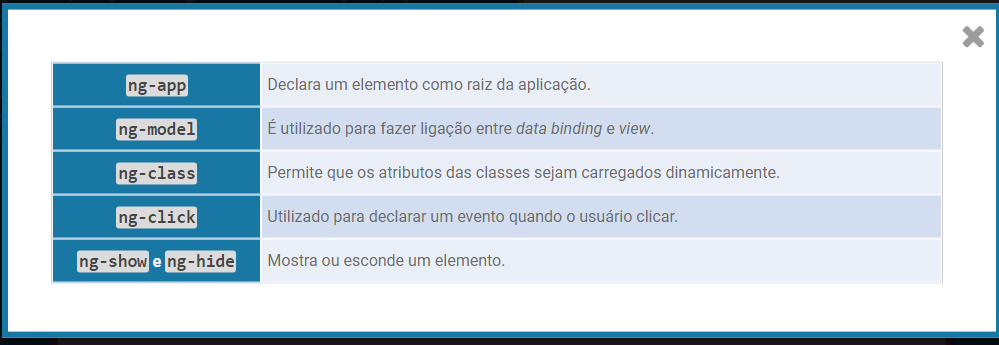 ng-app Declara um elemento como raiz da aplicação.
ng-model É utilizado para fazer ligação entre data binding e view.
ng-class Permite que os atributos das classes sejam carregados dinamicamente.
ng-click Utilizado para declarar um evento quando o usuário clicar.
ng-show e ng-hide Mostra ou esconde um elemento.